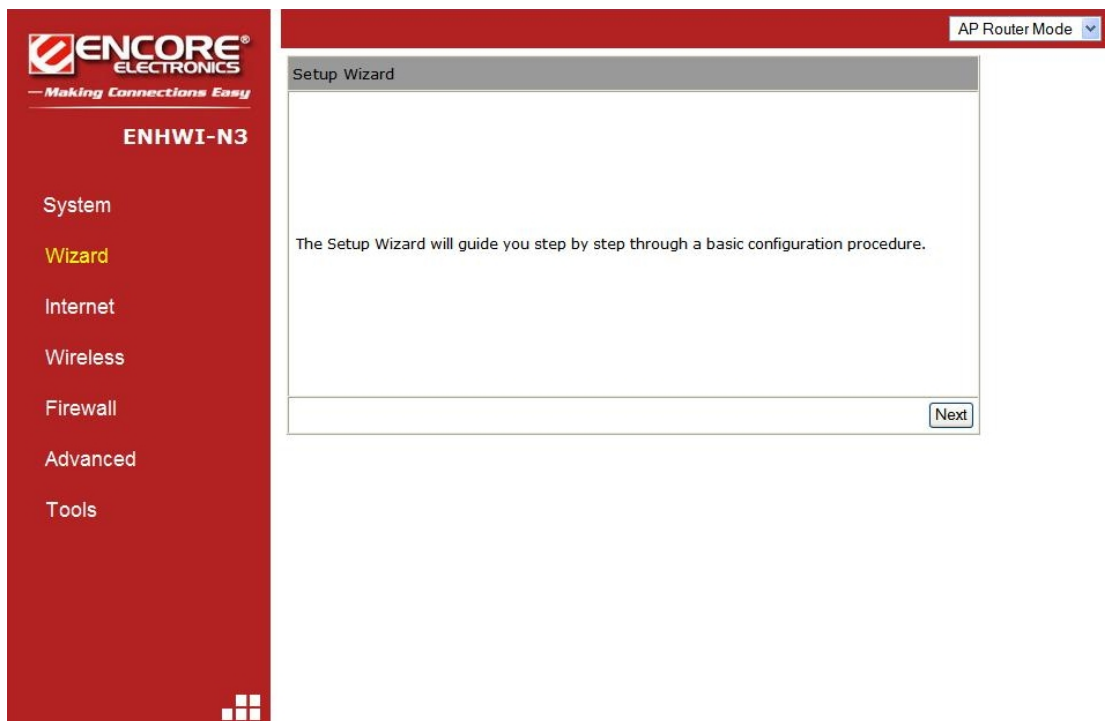 AP Router Mode
ENCORE®
ELECTRONICS
—Making Connections Easy
ENHWI-N3
System
Wizard
Internet
Wireless
Firewall
Advanced
Tools
Setup Wizard
The Setup Wizard will guide you step by step through a basic configuration procedure.
Next